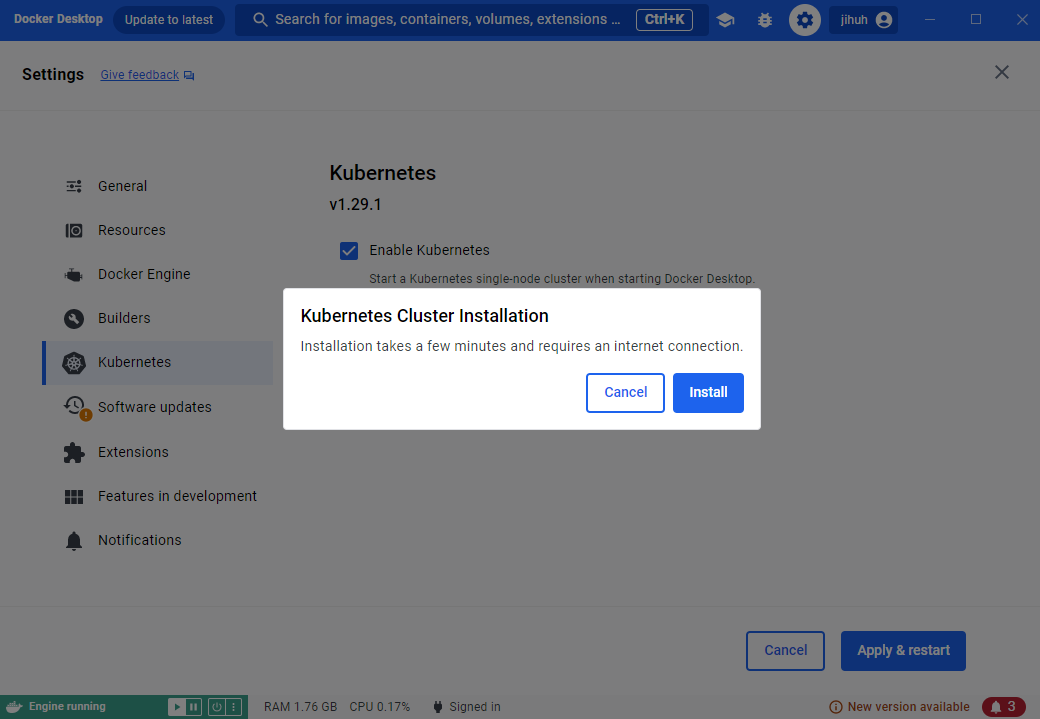 Docker Desktop Update to latest Search for images, containers, volumes, extensions ... Ctrl+K jihuh
Settings Give feedback
Kubernetes
v1.29.1
Enable Kubernetes
Start a Kubernetes single-node cluster when starting Docker Desktop.
General
Resources
Docker Engine
Builders
Kubernetes
Software updates
Extensions
Features in development
Notifications
Kubernetes Cluster Installation
Installation takes a few minutes and requires an internet connection.
Cancel Install
Cancel Apply & restart
Engine running RAM 1.76 GB CPU 0.17% Signed in New version available 3